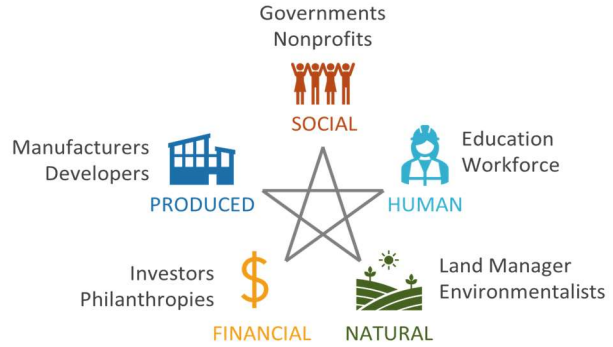 Governments
Nonprofits
SOCIAL
Manufacturers
Developers
PRODUCED
Education
Workforce
HUMAN
Investors
Philanthropies
$
FINANCIAL
Land Manager
Environmentalists
NATURAL